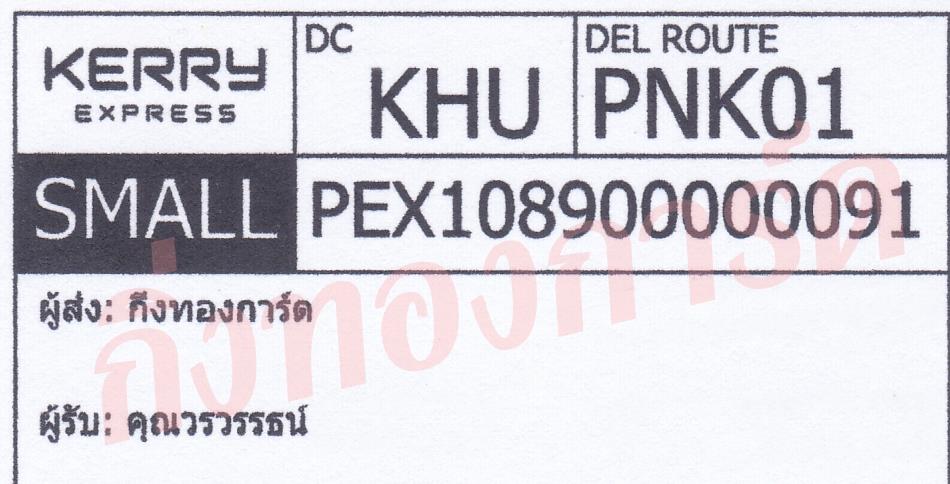 KERRY
EXPRESS
DC
KHU
DEL ROUTE
PNK01
SMALL
PEX1089000000091
ผู้ส่ง: กิ่งทองการ์ด
ผู้รับ: คุณวรวรรธน์
กิ่งทองการ์ด